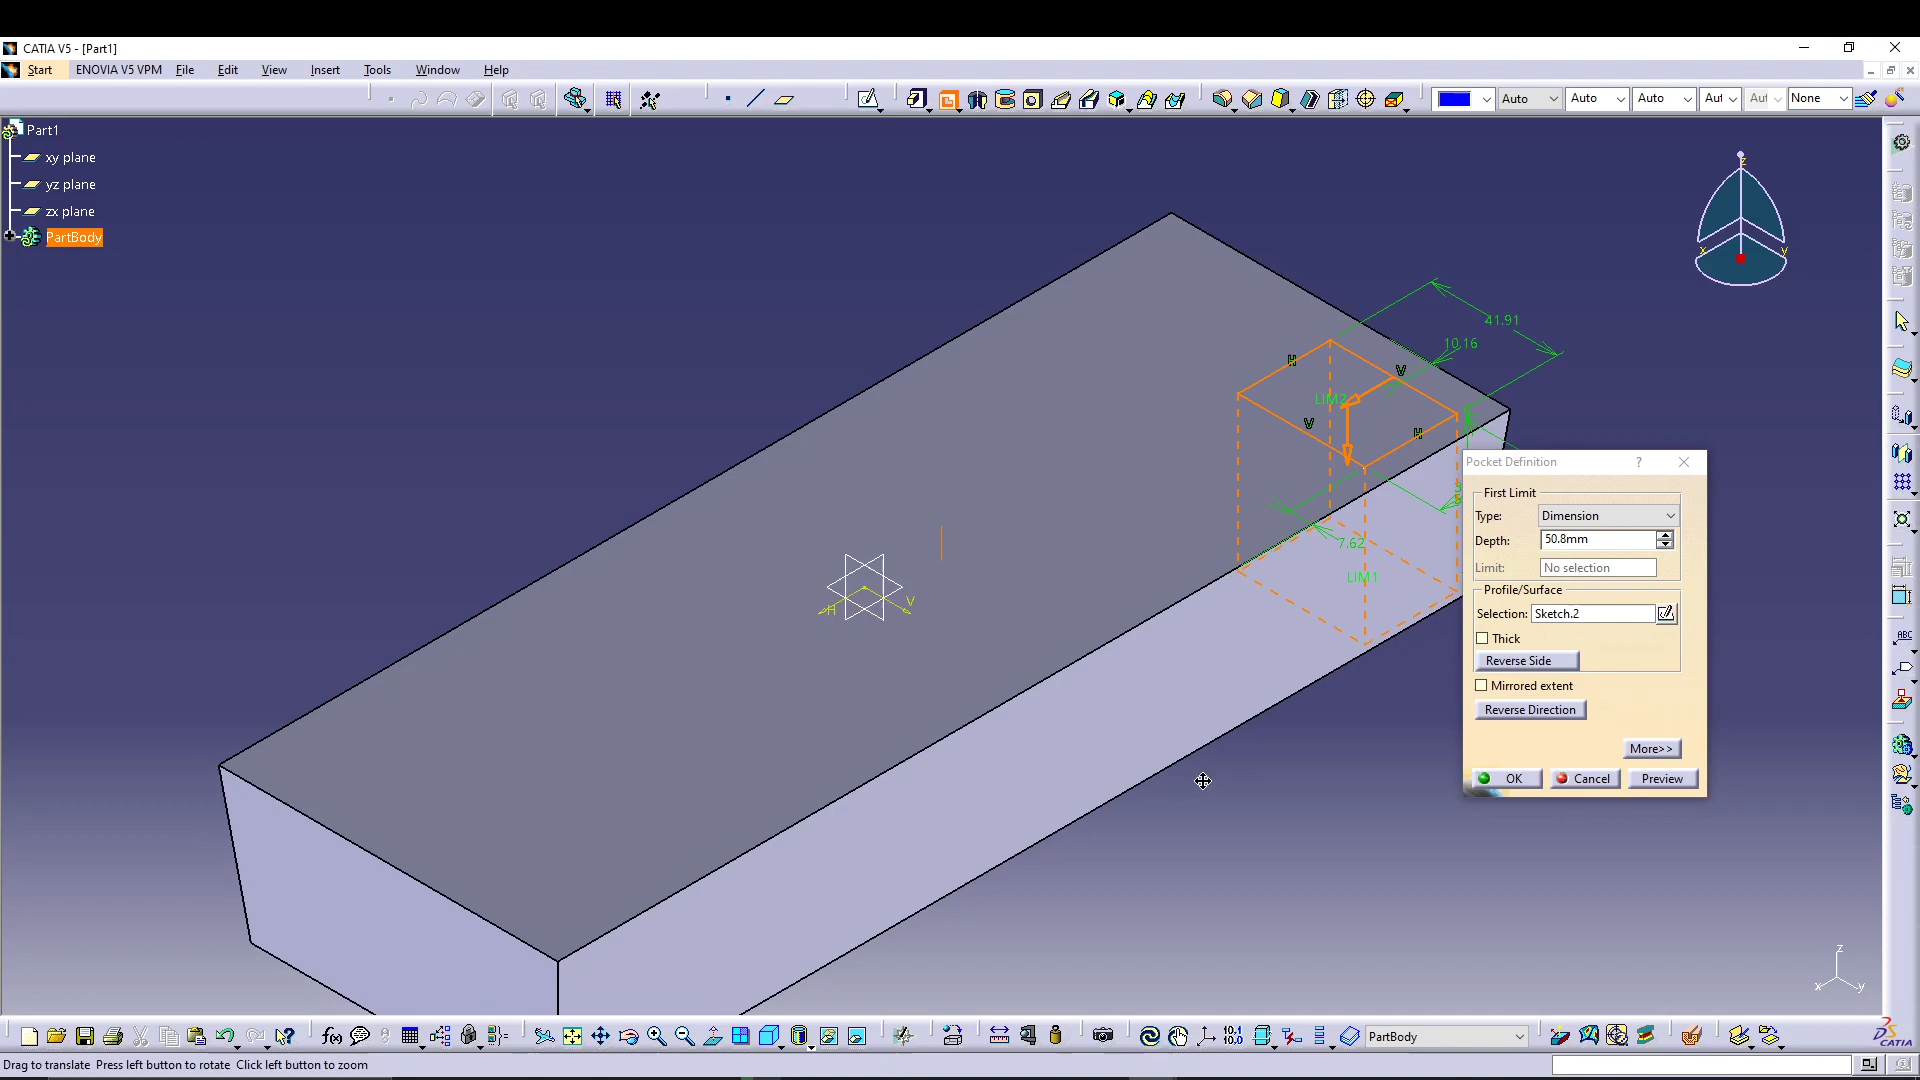 CATIA V5 - [Part1]
Start ENOVIA V5 VPM File Edit View Insert Tools Window Help
Auto Auto Auto Aut Aut None
Part1
xy plane
yz plane
zx plane
PartBody
z
x y
41.91
10.16
H V
LIM2
V H
7.62
LIM1
H V
Pocket Definition ? 
First Limit
Type: Dimension
Depth: 50.8mm
Limit: No selection
Profile/Surface
Selection: Sketch.2
Thick
Reverse Side
Mirrored extent
Reverse Direction
More>>
OK Cancel Preview
ABC
z
x y
f(x) 10.1 PartBody
CATIA
Drag to translate Press left button to rotate Click left button to zoom